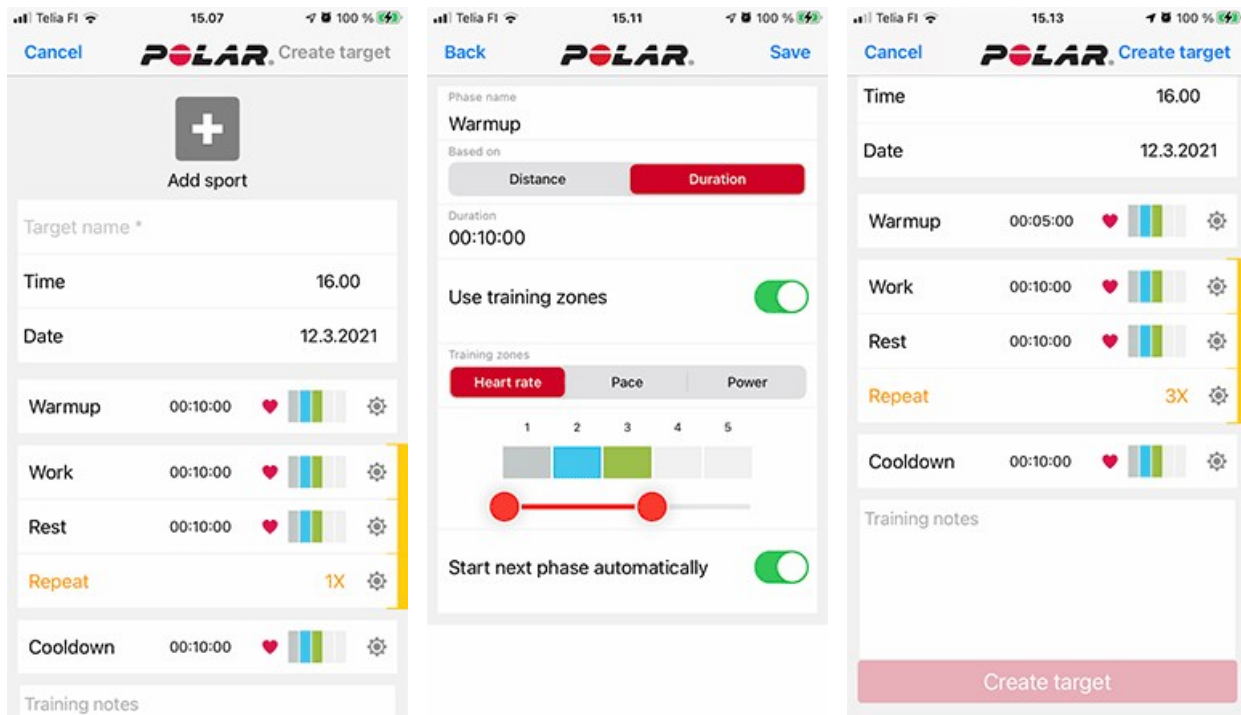 Telia FI 15.07 100 %
Cancel POLAR. Create target
Add sport
Target name *
Time 16.00
Date 12.3.2021
Warmup 00:10:00
Work 00:10:00
Rest 00:10:00
Repeat 1X
Cooldown 00:10:00
Training notes
Telia FI 15.11 100 %
Back POLAR. Save
Phase name
Warmup
Based on
Distance Duration
Duration
00:10:00
Use training zones
Training zones
Heart rate Pace Power
1 2 3 4 5
Start next phase automatically
Telia FI 15.13 100 %
Cancel POLAR. Create target
Time 16.00
Date 12.3.2021
Warmup 00:05:00
Work 00:10:00
Rest 00:10:00
Repeat 3X
Cooldown 00:10:00
Training notes
Create target